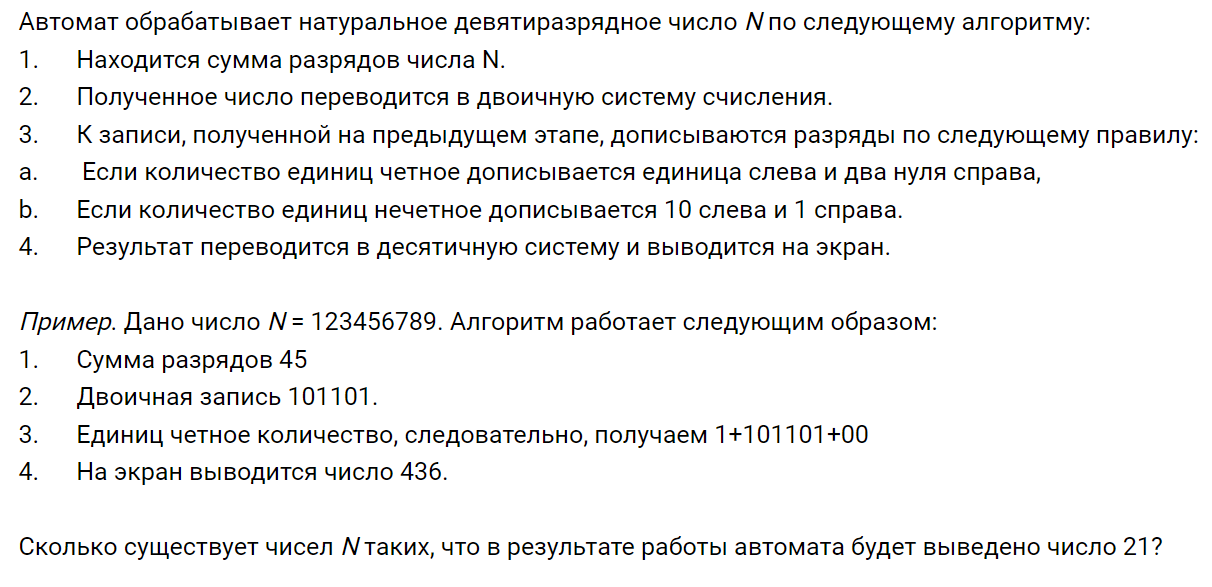 Автомат обрабатывает натуральное девятиразрядное число N по следующему алгоритму:
1. Находится сумма разрядов числа N.
2. Полученное число переводится в двоичную систему счисления.
3. К записи, полученной на предыдущем этапе, дописываются разряды по следующему правилу:
a. Если количество единиц четное дописывается единица слева и два нуля справа,
b. Если количество единиц нечетное дописывается 10 слева и 1 справа.
4. Результат переводится в десятичную систему и выводится на экран.
Пример. Дано число N = 123456789. Алгоритм работает следующим образом:
1. Сумма разрядов 45
2. Двоичная запись 101101.
3. Единиц четное количество, следовательно, получаем 1+101101+00
4. На экран выводится число 436.
Сколько существует чисел N таких, что в результате работы автомата будет выведено число 21?